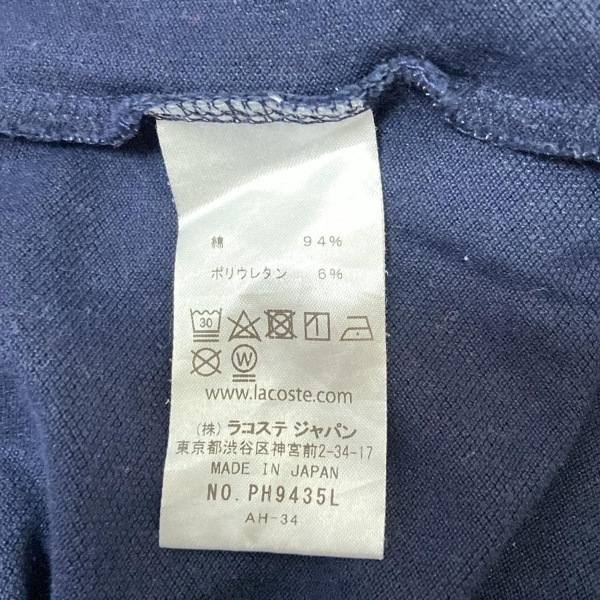 綿 94%
ポリウレタン 6%
30
W
www.lacoste.com
(株) ラコステ ジャパン
東京都渋谷区神宮前2-34-17
MADE IN JAPAN
NO. PH9435L
AH-34